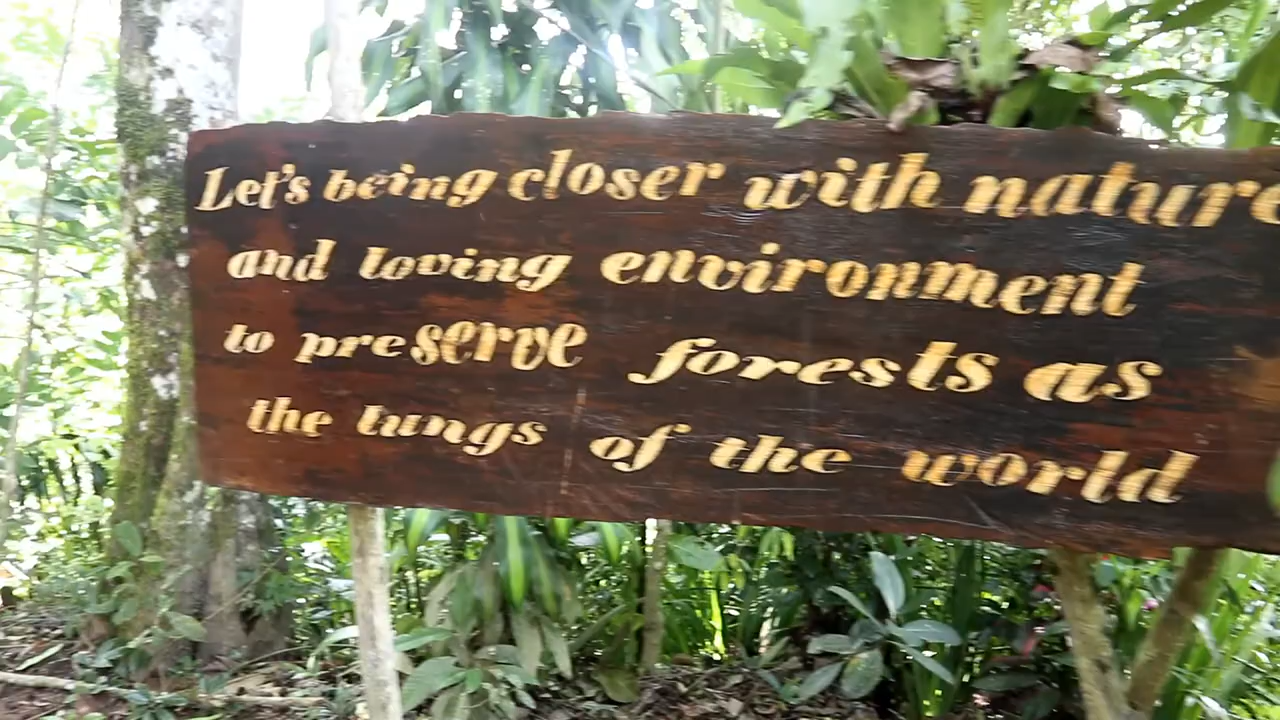 Let's being closer with nature
and loving environment
to preserve forests as
the lungs of the world